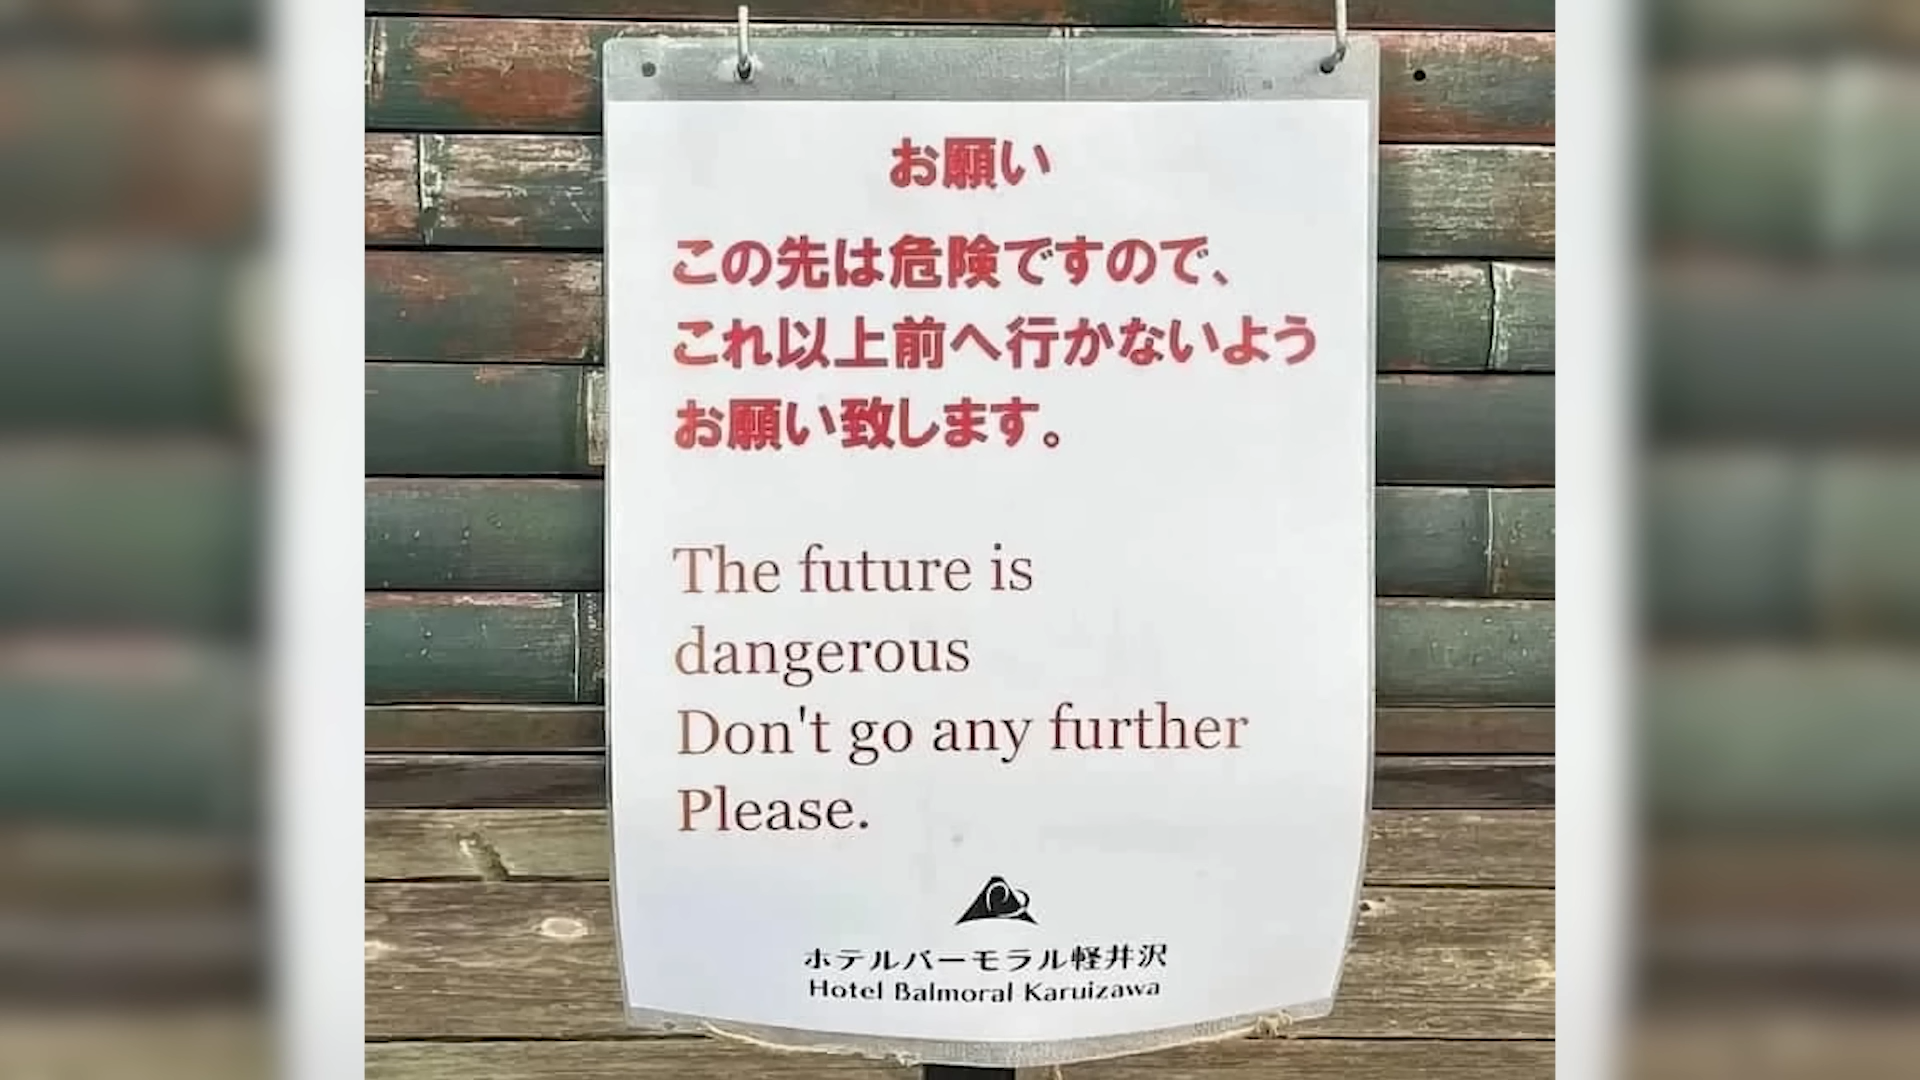 お願い
この先は危険ですので、
これ以上前へ行かないよう
お願い致します。
The future is
dangerous
Don't go any further
Please.
ホテルバーモラル軽井沢
Hotel Balmoral Karuizawa